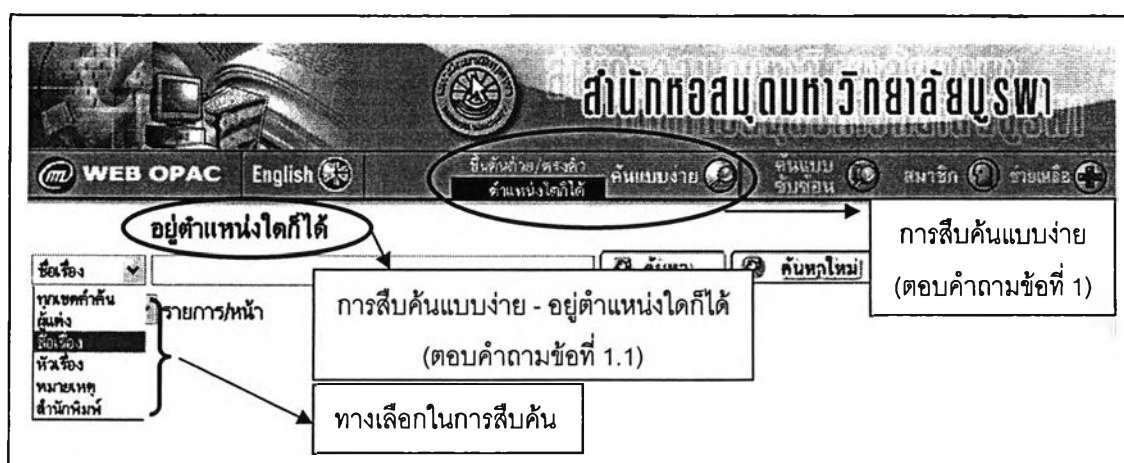 สำนักหอสมุดมหาวิทยาลัยบูรพา
WEB OPAC English
ขึ้นต้นด้วย/ตรงตัว
ตำแหน่งใดก็ได้
ค้นแบบง่าย
ค้นแบบ
ซับซ้อน
สมาชิก
ช่วยเหลือ
อยู่ตำแหน่งใดก็ได้
การสืบค้นแบบง่าย
(ตอบคำถามข้อที่ 1)
ชื่อเรื่อง
ค้นหา
ค้นหาใหม่
ทุกเขตคำค้น
ผู้แต่ง
ชื่อเรื่อง
หัวเรื่อง
หมายเหตุ
สำนักพิมพ์
รายการ/หน้า
การสืบค้นแบบง่าย - อยู่ตำแหน่งใดก็ได้
(ตอบคำถามข้อที่ 1.1)
ทางเลือกในการสืบค้น